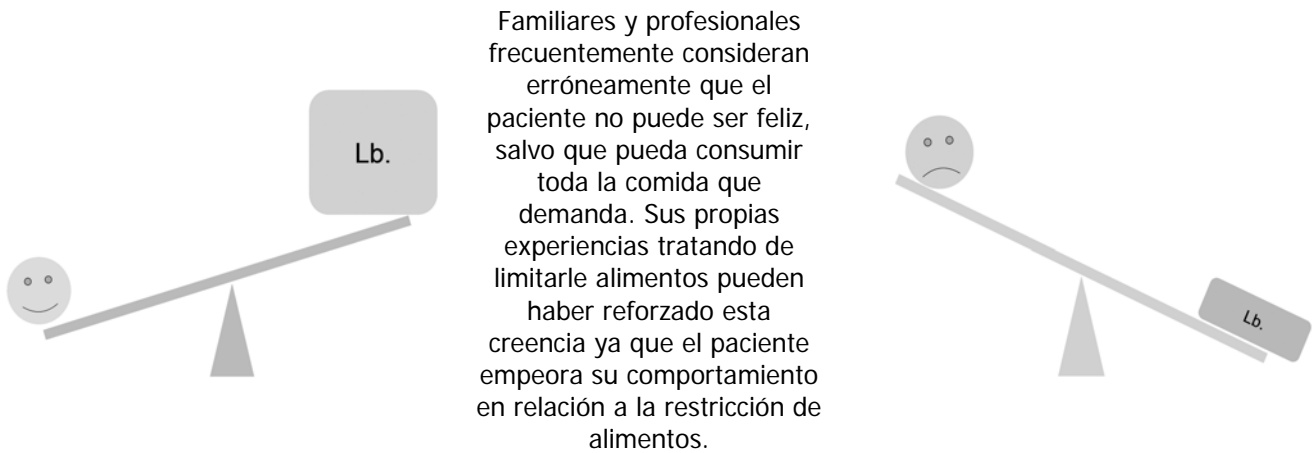 Lb.
Familiares y profesionales
frecuentemente consideran
erróneamente que el
paciente no puede ser feliz,
salvo que pueda consumir
toda la comida que
demanda. Sus propias
experiencias tratando de
limitarle alimentos pueden
haber reforzado esta
creencia ya que el paciente
empeora su comportamiento
en relación a la restricción de
alimentos.
Lb.